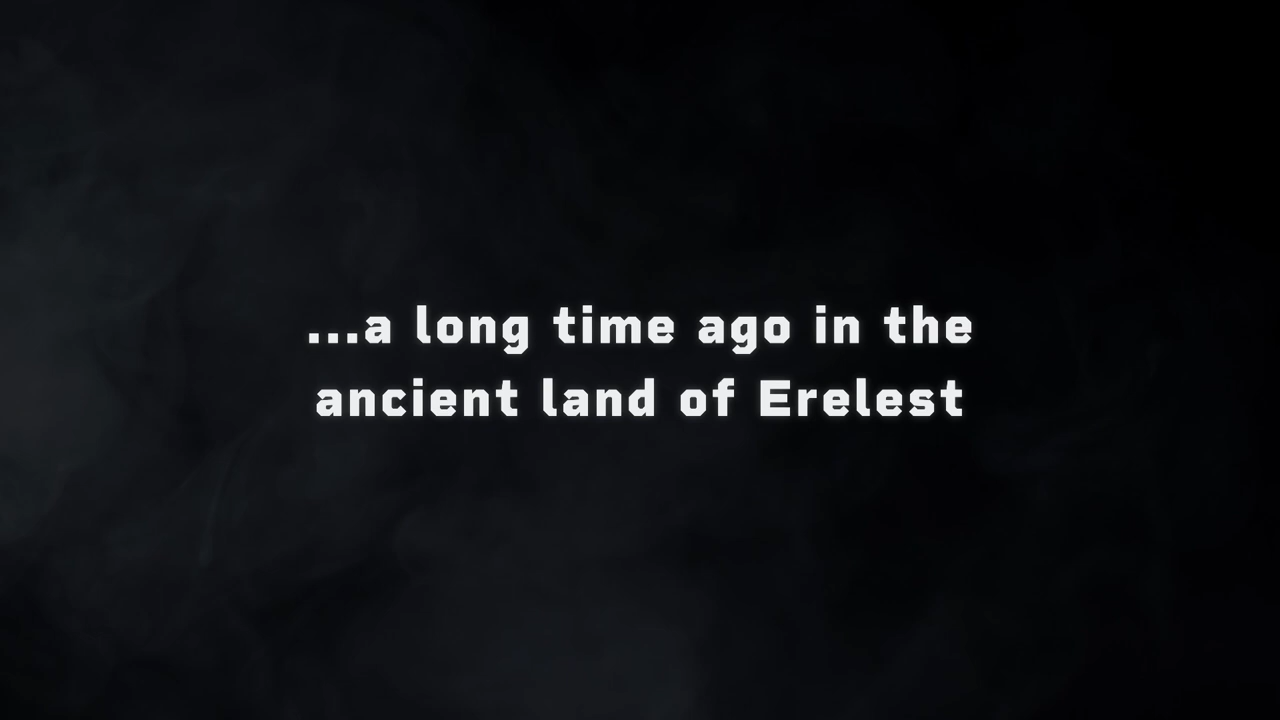 ...a long time ago in the
ancient land of Erelest